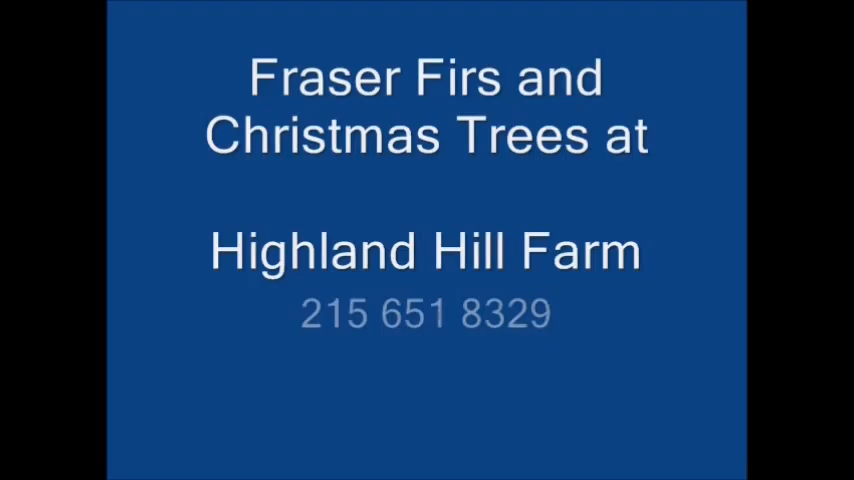 Fraser Firs and
Christmas Trees at
Highland Hill Farm
215 651 8329